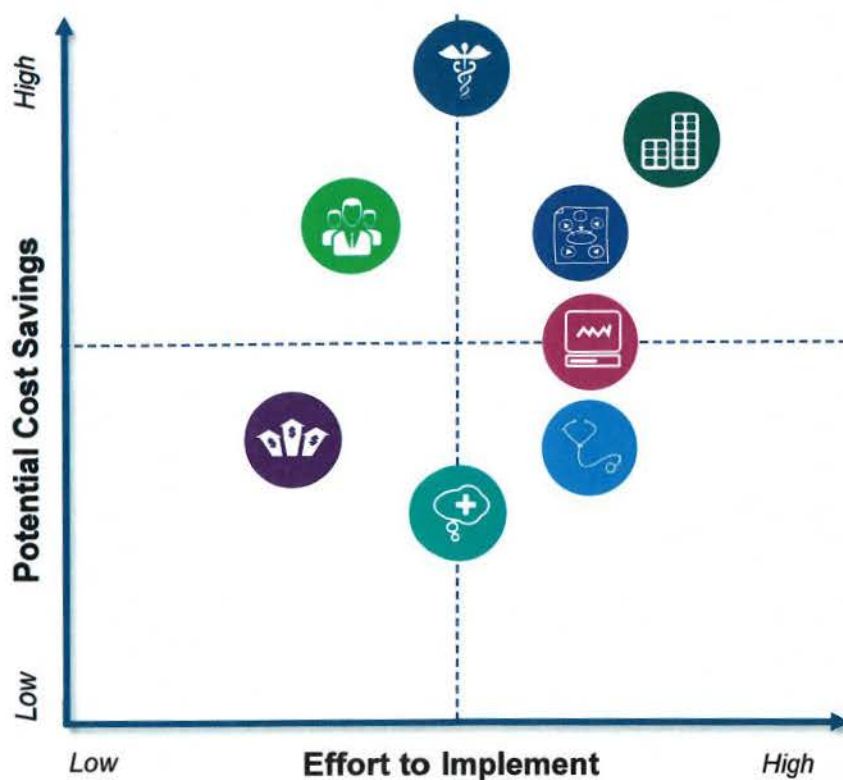 High
Potential Cost Savings
Low
$ $ $
Low
Effort to Implement
High